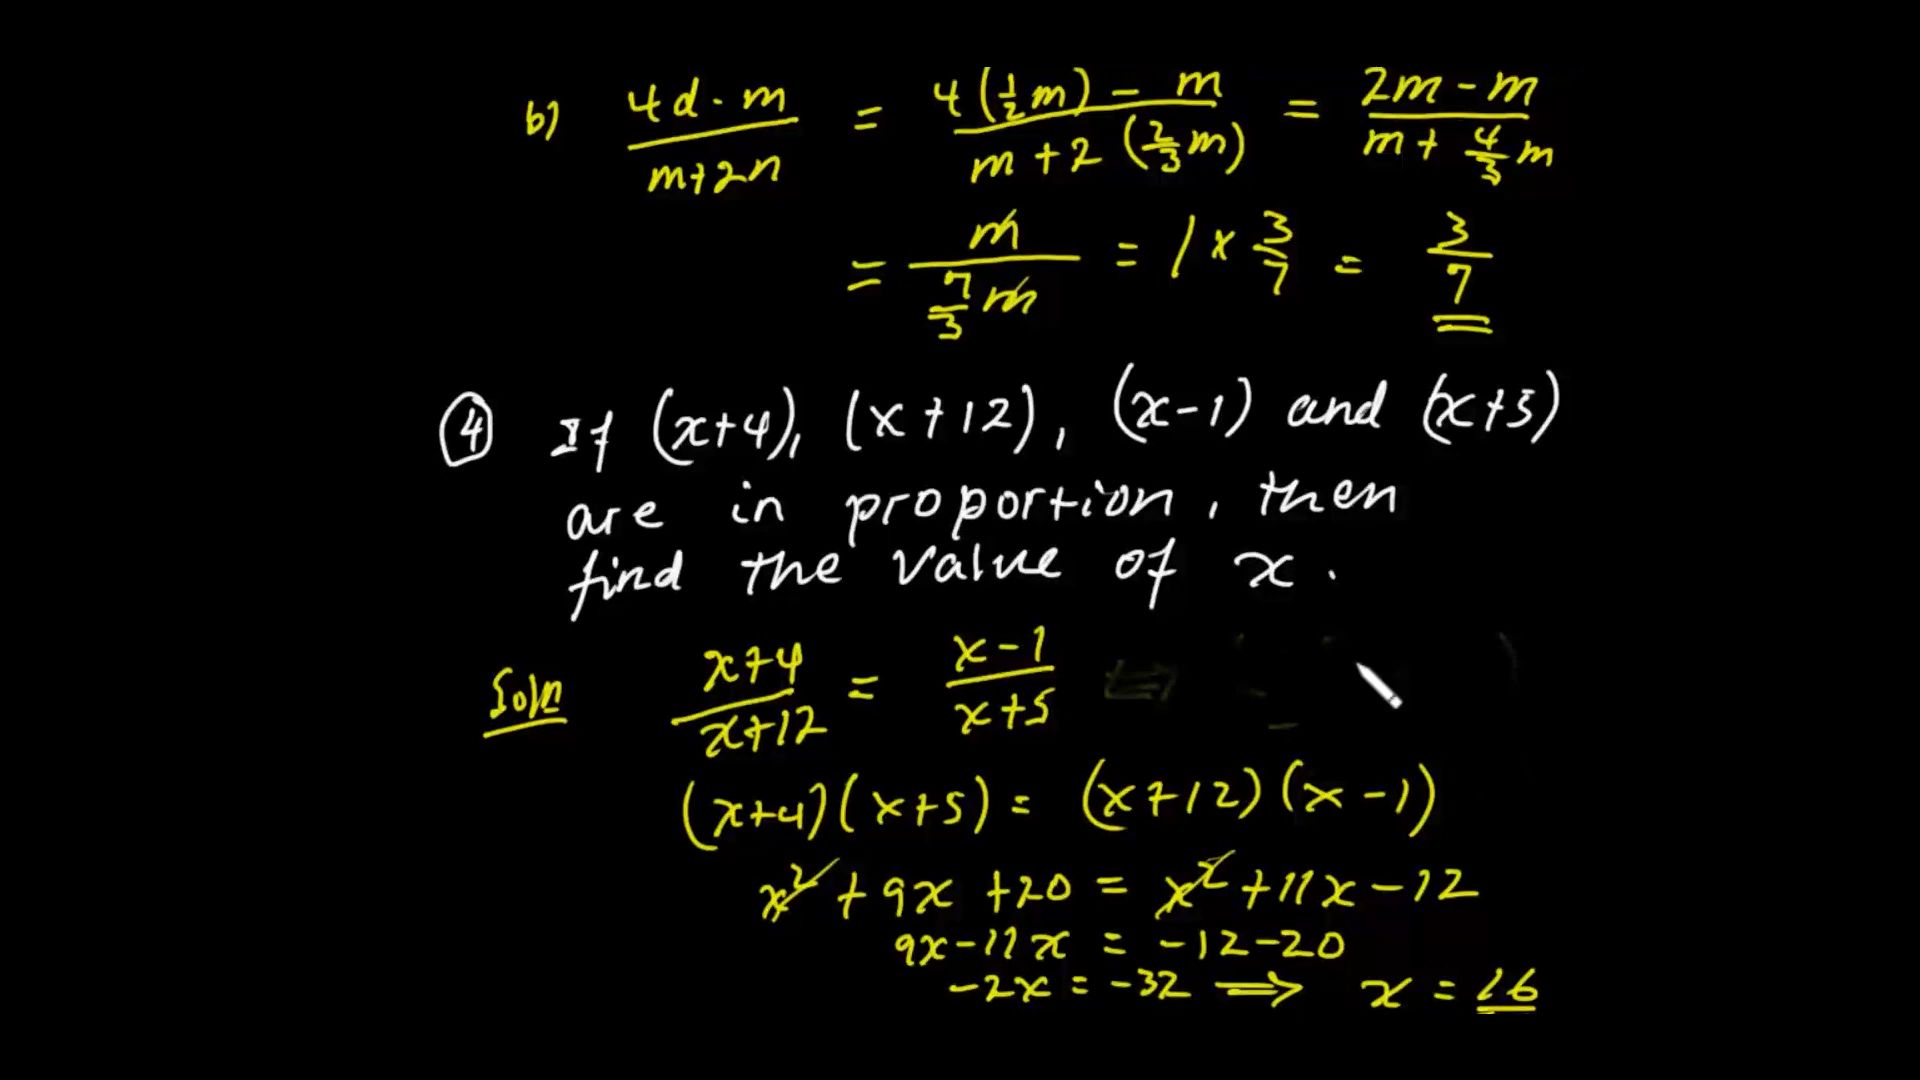 b) 4d - m / m+2n = 4(1/2 m) - m / m + 2 (2/3 m) = 2m - m / m + 4/3 m
= m / 7/3 m = 1 × 3/7 = 3/7
④ If (x+4), (x+12), (x-1) and (x+5)
are in proportion, then
find the value of x.
Soln x+4 / x+12 = x-1 / x+5
(x+4)(x+5) = (x+12)(x-1)
x² + 9x + 20 = x² + 11x - 12
9x - 11x = -12 - 20
-2x = -32 ⟹ x = 16